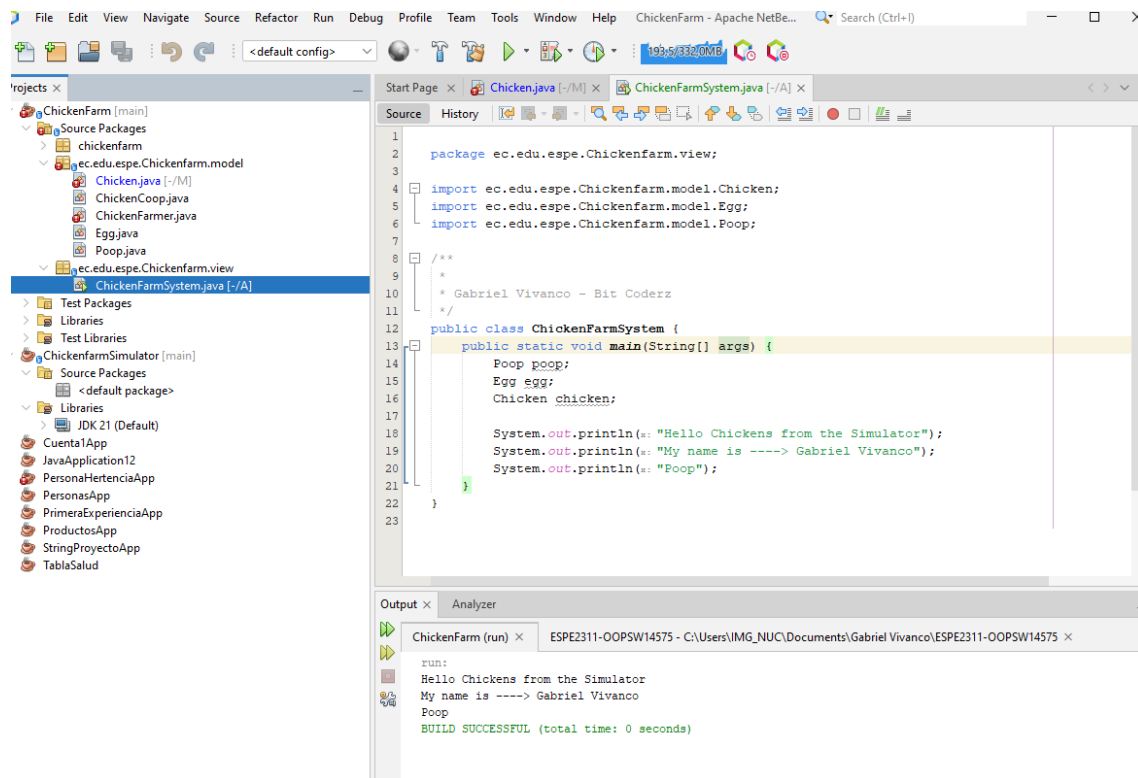 File Edit View Navigate Source Refactor Run Debug Profile Team Tools Window Help ChickenFarm - Apache NetBe... Search (Ctrl+I)
<default config> 193,5/332,0MB
Projects
Start Page Chicken.java [-/M] ChickenFarmSystem.java [-/A]
Source History
ChickenFarm [main]
Source Packages
chickenfarm
ec.edu.espe.Chickenfarm.model
Chicken.java [-/M]
ChickenCoop.java
ChickenFarmer.java
Egg.java
Poop.java
ec.edu.espe.Chickenfarm.view
ChickenFarmSystem.java [-/A]
Test Packages
Libraries
Test Libraries
ChickenfarmSimulator [main]
Source Packages
<default package>
Libraries
JDK 21 (Default)
Cuenta1App
JavaApplication12
PersonaHertenciaApp
PersonasApp
PrimeraExperienciaApp
ProductosApp
StringProyectoApp
TablaSalud
1
2 package ec.edu.espe.Chickenfarm.view;
3
4 import ec.edu.espe.Chickenfarm.model.Chicken;
5 import ec.edu.espe.Chickenfarm.model.Egg;
6 import ec.edu.espe.Chickenfarm.model.Poop;
7
8 /**
9 *
10 * Gabriel Vivanco - Bit Coderz
11 */
12 public class ChickenFarmSystem {
13 public static void main(String[] args) {
14 Poop poop;
15 Egg egg;
16 Chicken chicken;
17
18 System.out.println(x: "Hello Chickens from the Simulator");
19 System.out.println(x: "My name is ----> Gabriel Vivanco");
20 System.out.println(x: "Poop");
21 }
22 }
23
Output Analyzer
ChickenFarm (run) ESPE2311-OOPSW14575 - C:\Users\IMG_NUC\Documents\Gabriel Vivanco\ESPE2311-OOPSW14575
run:
Hello Chickens from the Simulator
My name is ----> Gabriel Vivanco
Poop
BUILD SUCCESSFUL (total time: 0 seconds)